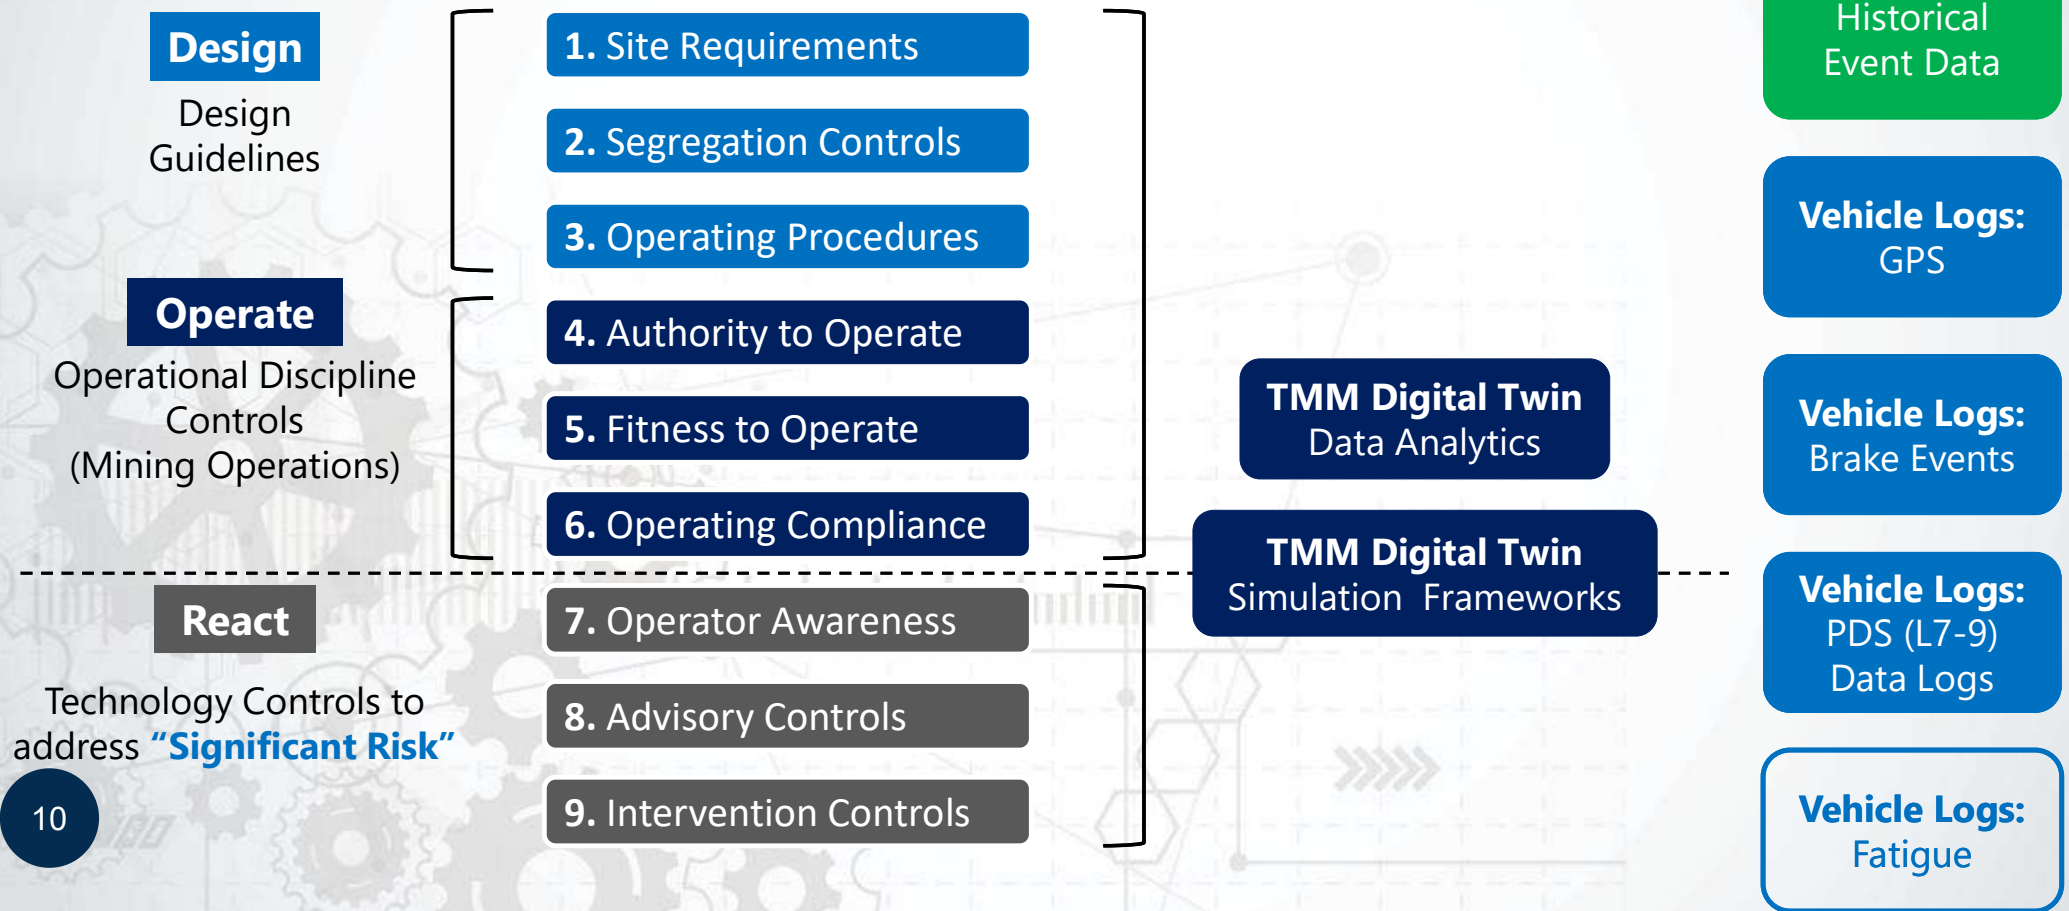 Design
Design
Guidelines
Operate
Operational Discipline
Controls
(Mining Operations)
React
Technology Controls to
address “Significant Risk”
10
1. Site Requirements
2. Segregation Controls
3. Operating Procedures
4. Authority to Operate
5. Fitness to Operate
6. Operating Compliance
7. Operator Awareness
8. Advisory Controls
9. Intervention Controls
TMM Digital Twin
Data Analytics
TMM Digital Twin
Simulation Frameworks
Historical
Event Data
Vehicle Logs:
GPS
Vehicle Logs:
Brake Events
Vehicle Logs:
PDS (L7-9)
Data Logs
Vehicle Logs:
Fatigue